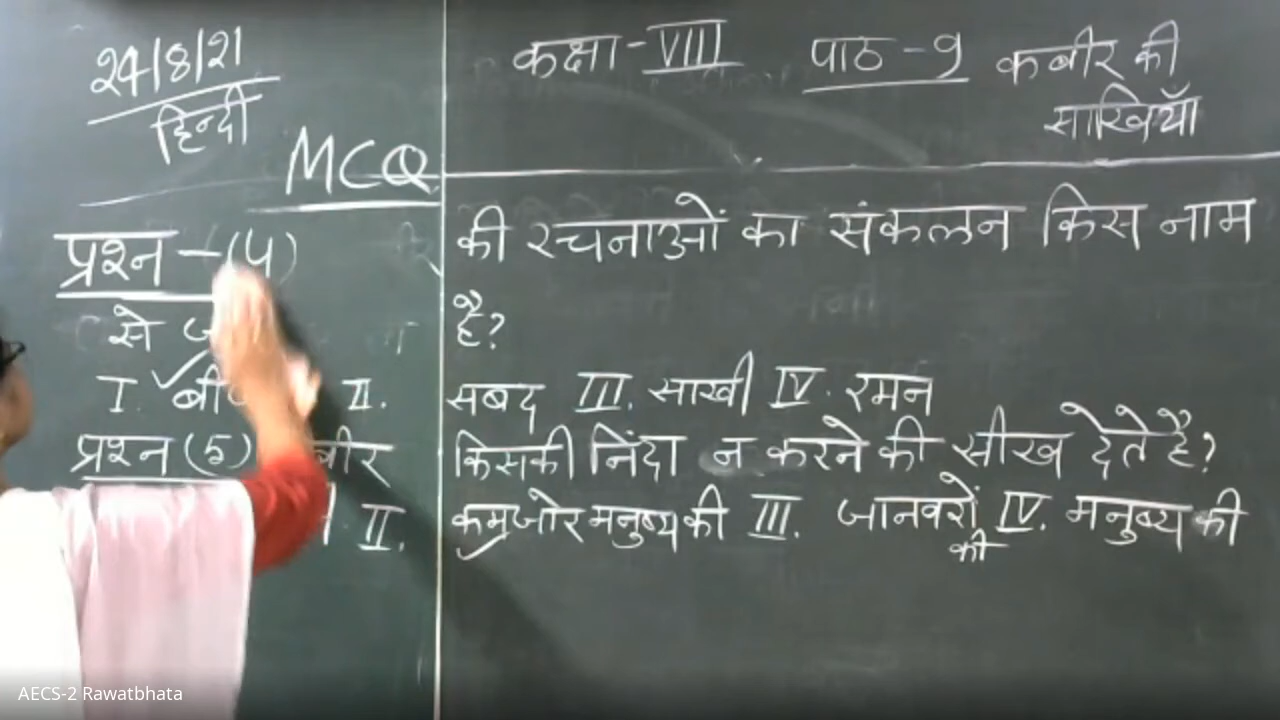 24/8/21
हिन्दी
MCQ.
कक्षा - VIII पाठ - 9 कबीर की
साखियाँ
प्रश्न - (५) की रचनाओं का संकलन किस नाम
से है?
I. II. सबद III. साखी IV. रमन
प्रश्न (5) किसकी निंदा न करने की सीख देते है?
II. कमजोर मनुष्य की III. जानवरों की IV. मनुष्य की
AECS-2 Rawatbhata